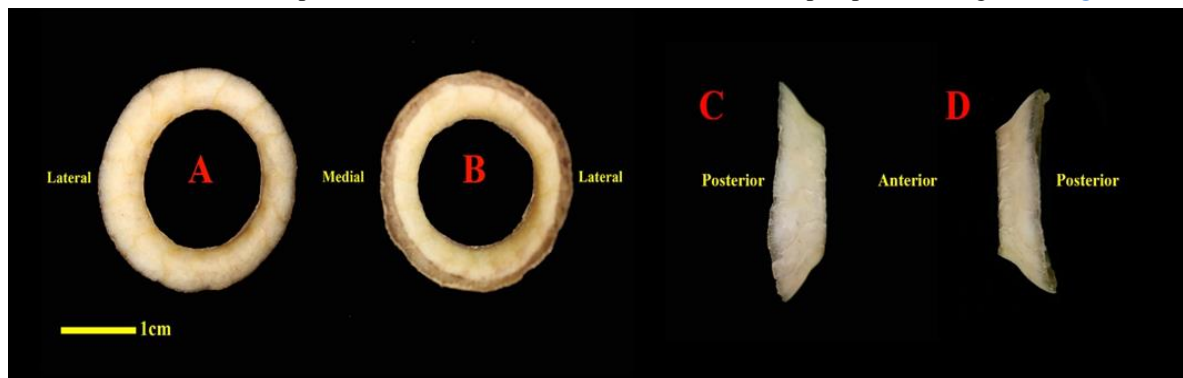 A
B
C
D
Lateral
Medial
Lateral
Posterior
Anterior
Posterior
1cm